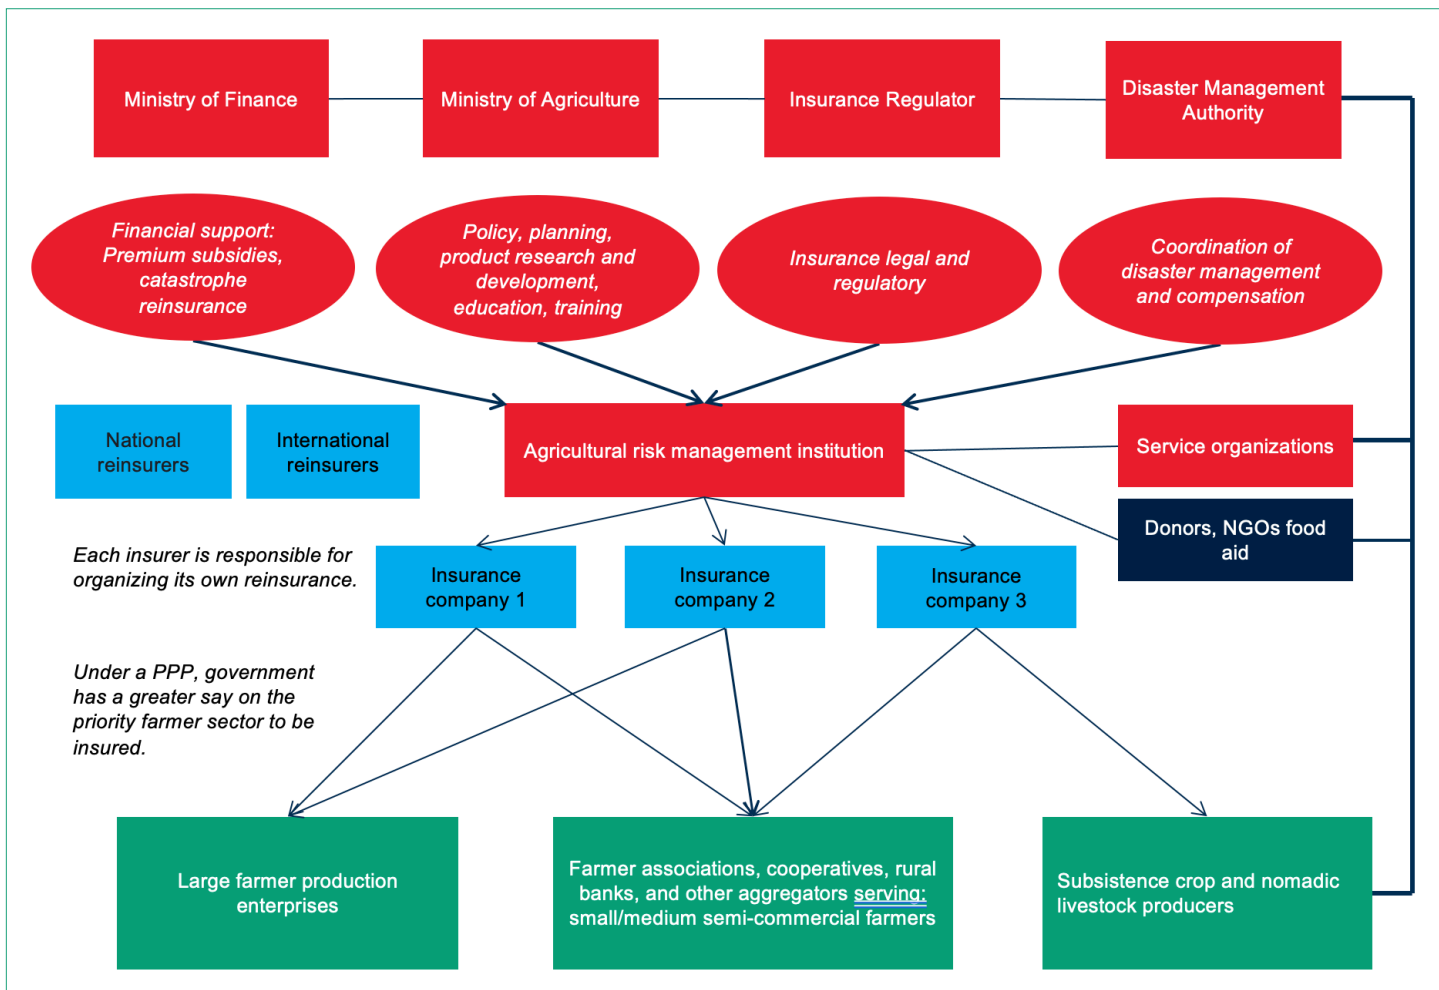 Ministry of Finance
Ministry of Agriculture
Insurance Regulator
Disaster Management
Authority
Financial support:
Premium subsidies,
catastrophe
reinsurance
Policy, planning,
product research and
development,
education, training
Insurance legal and
regulatory
Coordination of
disaster management
and compensation
National
reinsurers
International
reinsurers
Agricultural risk management institution
Service organizations
Donors, NGOs food
aid
Each insurer is responsible for
organizing its own reinsurance.
Insurance
company 1
Insurance
company 2
Insurance
company 3
Under a PPP, government
has a greater say on the
priority farmer sector to be
insured.
Large farmer production
enterprises
Farmer associations, cooperatives, rural
banks, and other aggregators serving:
small/medium semi-commercial farmers
Subsistence crop and nomadic
livestock producers